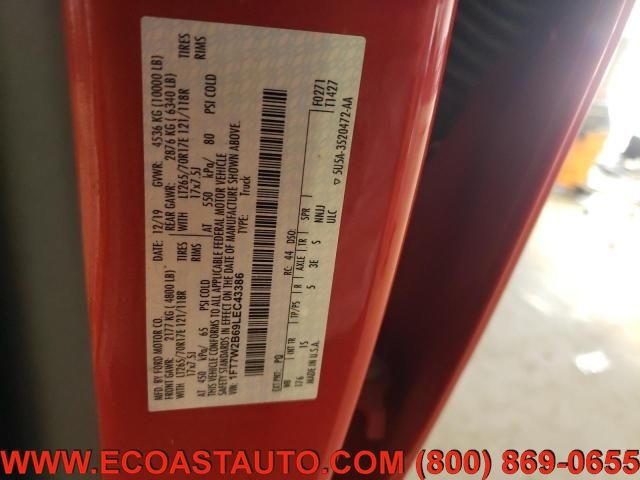 MFD. BY FORD MOTOR CO.
DATE: 12/19 GVWR: 4536 KG (10000 LB)
FRONT GAWR: 2177 KG (4800 LB) REAR GAWR: 2876 KG (6340 LB)
WITH LT265/70R17E 121/118R TIRES WITH LT265/70R17E 121/118R TIRES
17x7.5J RIMS 17x7.5J RIMS
AT 450 kPa/ 65 PSI COLD AT 550 kPa/ 80 PSI COLD
THIS VEHICLE CONFORMS TO ALL APPLICABLE FEDERAL MOTOR VEHICLE
SAFETY STANDARDS IN EFFECT ON THE DATE OF MANUFACTURE SHOWN ABOVE.
VIN: 1FT7W2B69LEC43386 TYPE: Truck
F0271
T1427
EXT PNT: PQ RC: 44 DSO:
WB INT TR TP/PS R AXLE TR SPR
176 IS 5 3E S NNJJ
MADE IN U.S.A. ULC
▽ 5U5A-3520472-AA
WWW.ECOASTAUTO.COM (800) 869-0655